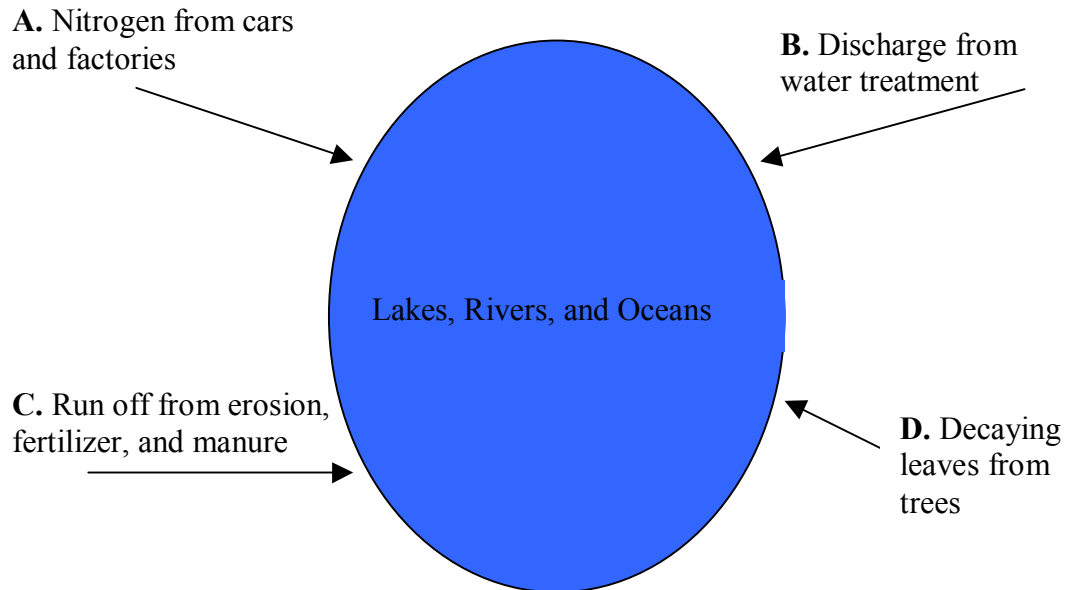 A. Nitrogen from cars
and factories
B. Discharge from
water treatment
Lakes, Rivers, and Oceans
C. Run off from erosion,
fertilizer, and manure
D. Decaying
leaves from
trees